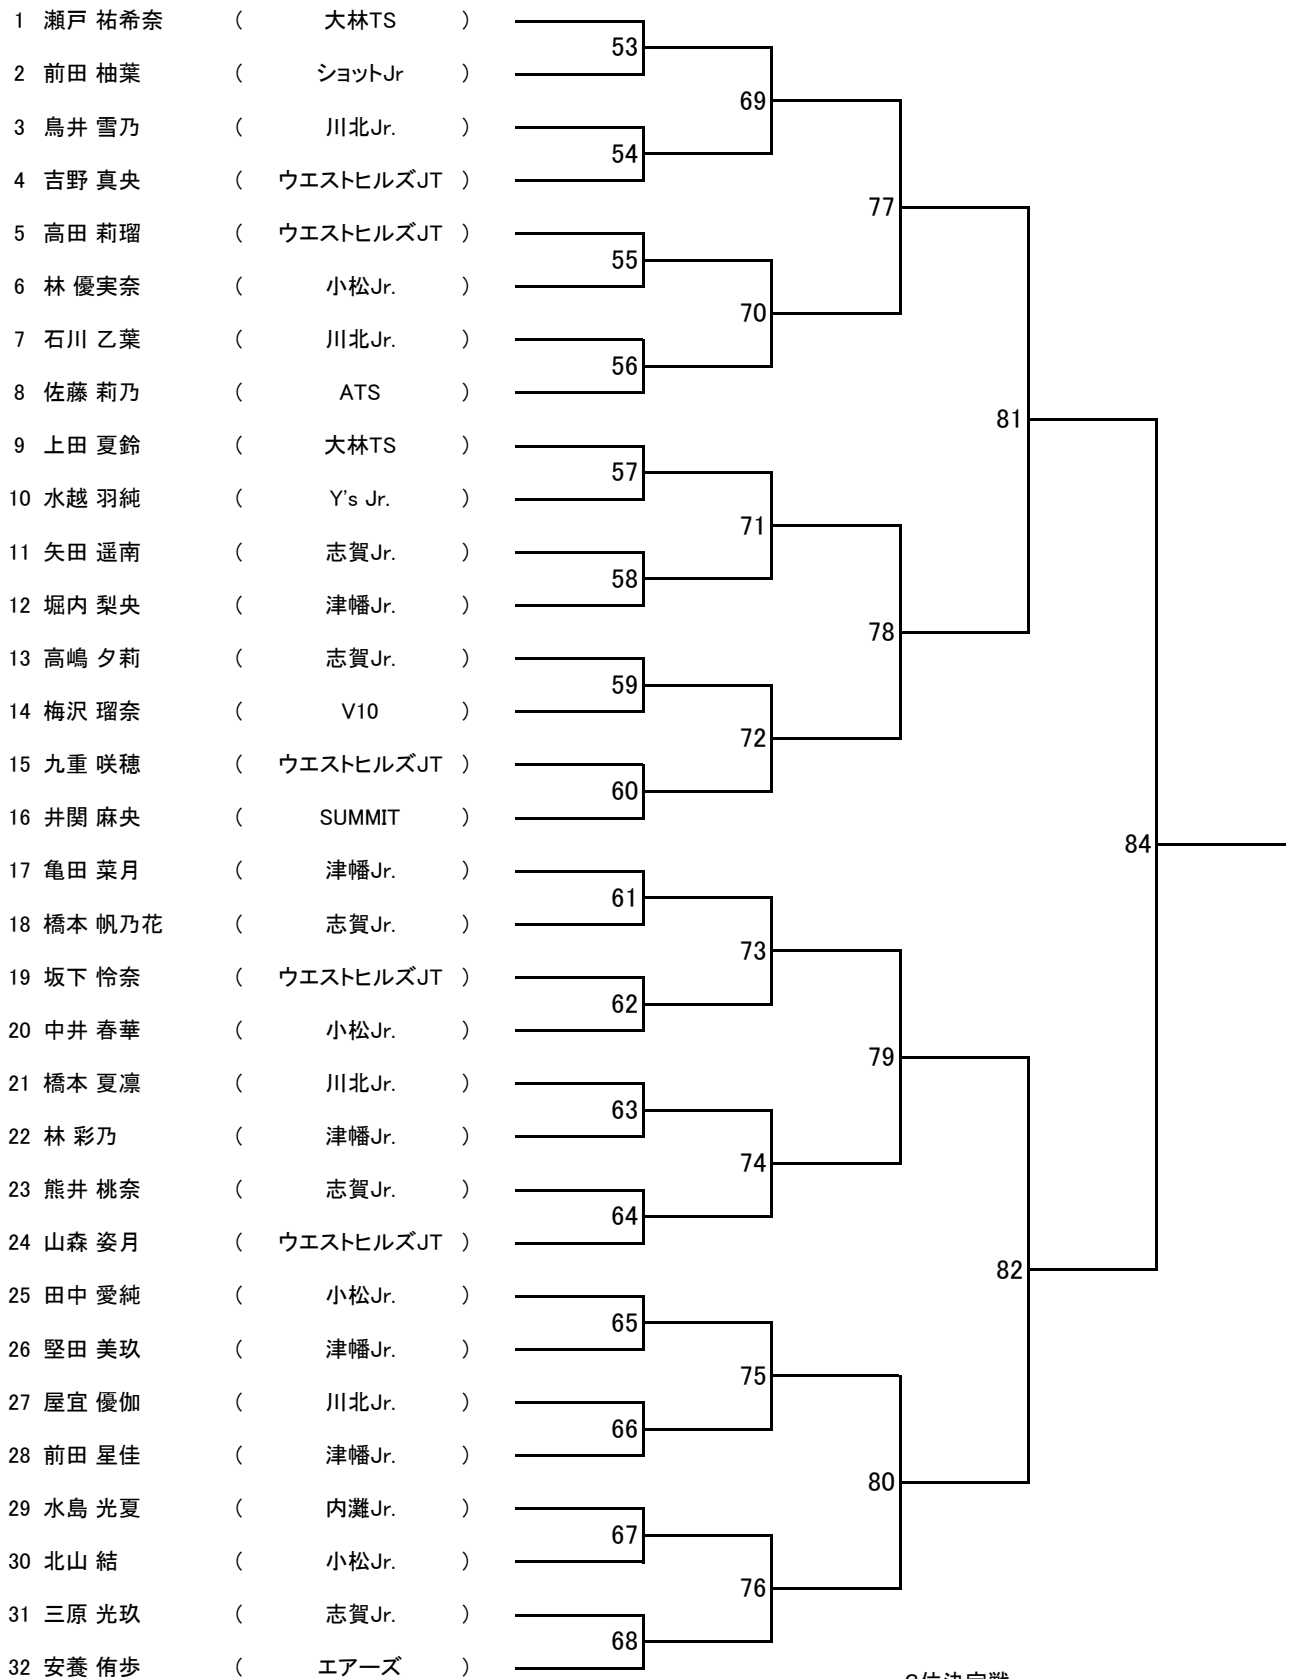 1 瀬戸 祐希奈 ( 大林TS )
53
2 前田 柚葉 ( ショットJr )
69
3 鳥井 雪乃 ( 川北Jr. )
54
4 吉野 真央 ( ウエストヒルズJT )
77
5 高田 莉瑠 ( ウエストヒルズJT )
55
6 林 優実奈 ( 小松Jr. )
70
7 石川 乙葉 ( 川北Jr. )
56
8 佐藤 莉乃 ( ATS )
81
9 上田 夏鈴 ( 大林TS )
57
10 水越 羽純 ( Y's Jr. )
71
11 矢田 遥南 ( 志賀Jr. )
58
12 堀内 梨央 ( 津幡Jr. )
78
13 高嶋 夕莉 ( 志賀Jr. )
59
14 梅沢 瑠奈 ( V10 )
72
15 九重 咲穂 ( ウエストヒルズJT )
60
16 井関 麻央 ( SUMMIT )
84
17 亀田 菜月 ( 津幡Jr. )
61
18 橋本 帆乃花 ( 志賀Jr. )
73
19 坂下 怜奈 ( ウエストヒルズJT )
62
20 中井 春華 ( 小松Jr. )
79
21 橋本 夏凛 ( 川北Jr. )
63
22 林 彩乃 ( 津幡Jr. )
74
23 熊井 桃奈 ( 志賀Jr. )
64
24 山森 姿月 ( ウエストヒルズJT )
82
25 田中 愛純 ( 小松Jr. )
65
26 堅田 美玖 ( 津幡Jr. )
75
27 屋宜 優伽 ( 川北Jr. )
66
28 前田 星佳 ( 津幡Jr. )
80
29 水島 光夏 ( 内灘Jr. )
67
30 北山 結 ( 小松Jr. )
76
31 三原 光玖 ( 志賀Jr. )
68
32 安養 侑歩 ( エアーズ )